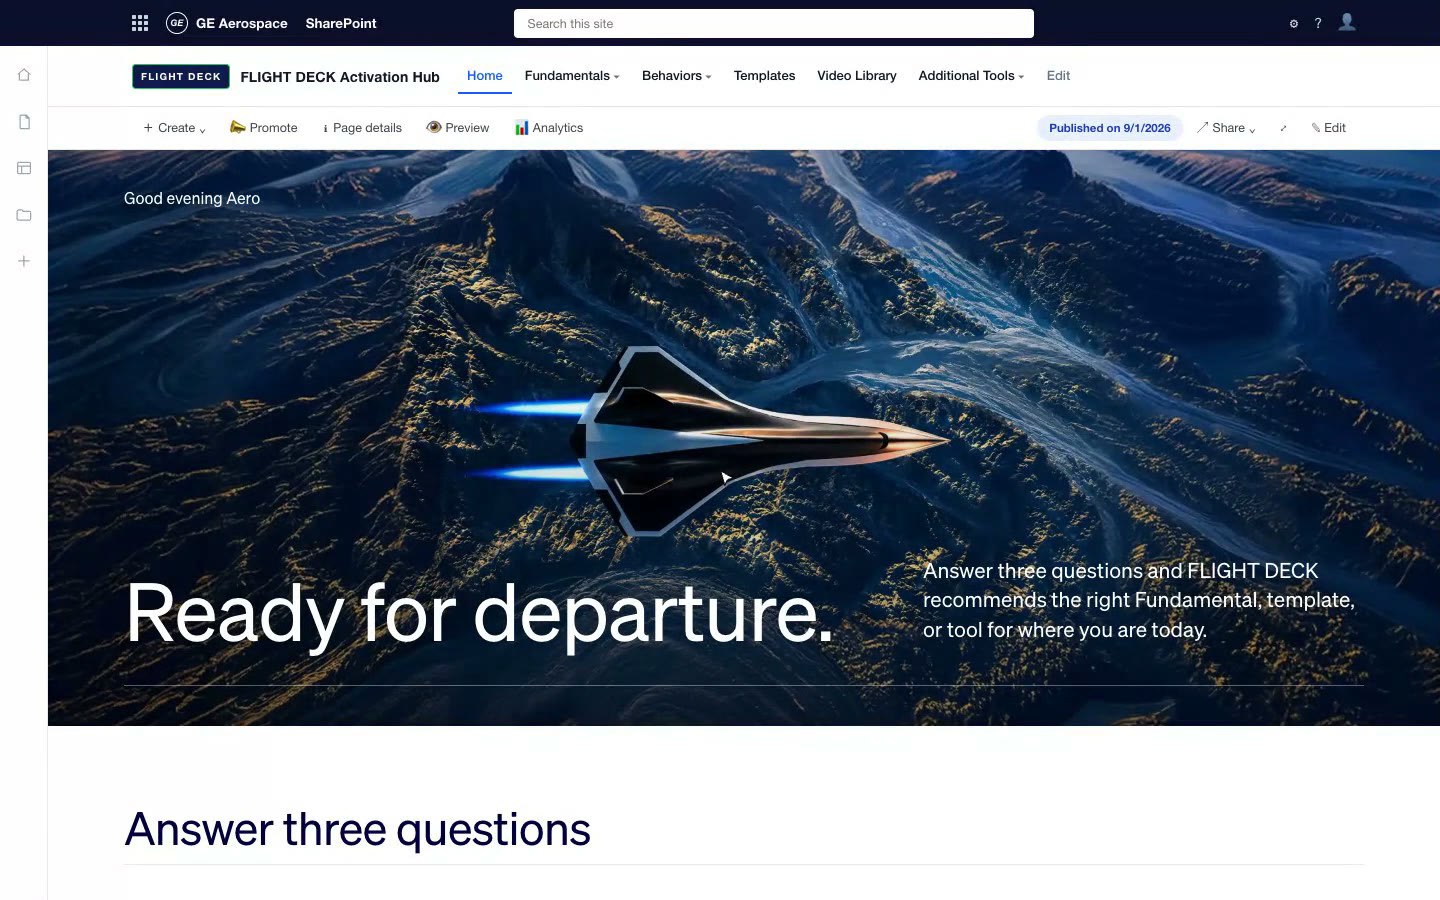 GE GE Aerospace SharePoint Search this site ?
FLIGHT DECK FLIGHT DECK Activation Hub Home Fundamentals Behaviors Templates Video Library Additional Tools Edit
+ Create Promote i Page details Preview Analytics Published on 9/1/2026 Share Edit
Good evening Aero
Ready for departure.
Answer three questions and FLIGHT DECK
recommends the right Fundamental, template,
or tool for where you are today.
Answer three questions